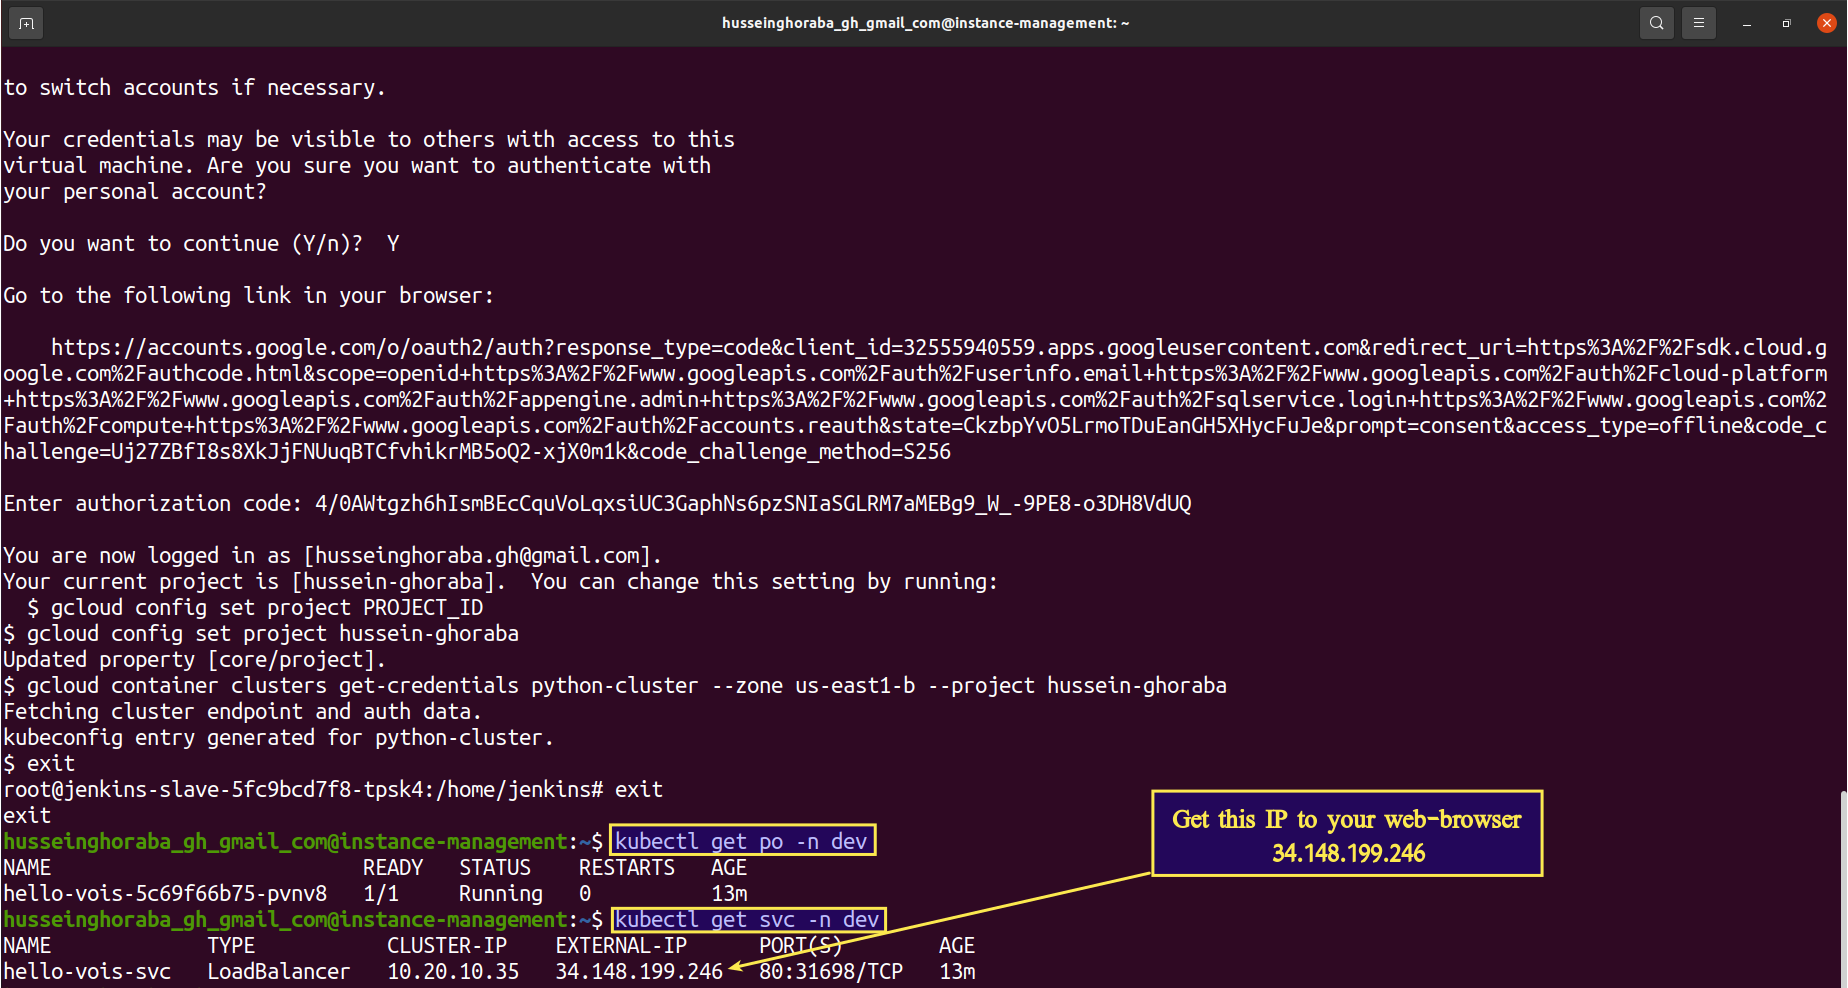 husseinghoraba_gh_gmail_com@instance-management: ~
to switch accounts if necessary.
Your credentials may be visible to others with access to this
virtual machine. Are you sure you want to authenticate with
your personal account?
Do you want to continue (Y/n)?  Y
Go to the following link in your browser:
https://accounts.google.com/o/oauth2/auth?response_type=code&client_id=32555940559.apps.googleusercontent.com&redirect_uri=https%3A%2F%2Fsdk.cloud.g
oogle.com%2Fauthcode.html&scope=openid+https%3A%2F%2Fwww.googleapis.com%2Fauth%2Fuserinfo.email+https%3A%2F%2Fwww.googleapis.com%2Fauth%2Fcloud-platform
+https%3A%2F%2Fwww.googleapis.com%2Fauth%2Fappengine.admin+https%3A%2F%2Fwww.googleapis.com%2Fauth%2Fsqlservice.login+https%3A%2F%2Fwww.googleapis.com%2
Fauth%2Fcompute+https%3A%2F%2Fwww.googleapis.com%2Fauth%2Faccounts.reauth&state=CkzbpYvO5LrmoTDuEanGH5XHycFuJe&prompt=consent&access_type=offline&code_c
hallenge=Uj27ZBfI8s8XkJjFNUuqBTCfvhikrMB5oQ2-xjX0m1k&code_challenge_method=S256
Enter authorization code: 4/0AWtgzh6hIsmBEcCquVoLqxsiUC3GaphNs6pzSNIaSGLRM7aMEBg9_W_-9PE8-o3DH8VdUQ
You are now logged in as [husseinghoraba.gh@gmail.com].
Your current project is [hussein-ghoraba].  You can change this setting by running:
$ gcloud config set project PROJECT_ID
$ gcloud config set project hussein-ghoraba
Updated property [core/project].
$ gcloud container clusters get-credentials python-cluster --zone us-east1-b --project hussein-ghoraba
Fetching cluster endpoint and auth data.
kubeconfig entry generated for python-cluster.
$ exit
root@jenkins-slave-5fc9bcd7f8-tpsk4:/home/jenkins# exit
exit
Get this IP to your web-browser
34.148.199.246
husseinghoraba_gh_gmail_com@instance-management:~$ kubectl get po -n dev
NAME READY STATUS RESTARTS AGE
hello-vois-5c69f66b75-pvnv8 1/1 Running 0 13m
husseinghoraba_gh_gmail_com@instance-management:~$ kubectl get svc -n dev
NAME TYPE CLUSTER-IP EXTERNAL-IP PORT(S) AGE
hello-vois-svc LoadBalancer 10.20.10.35 34.148.199.246 80:31698/TCP 13m